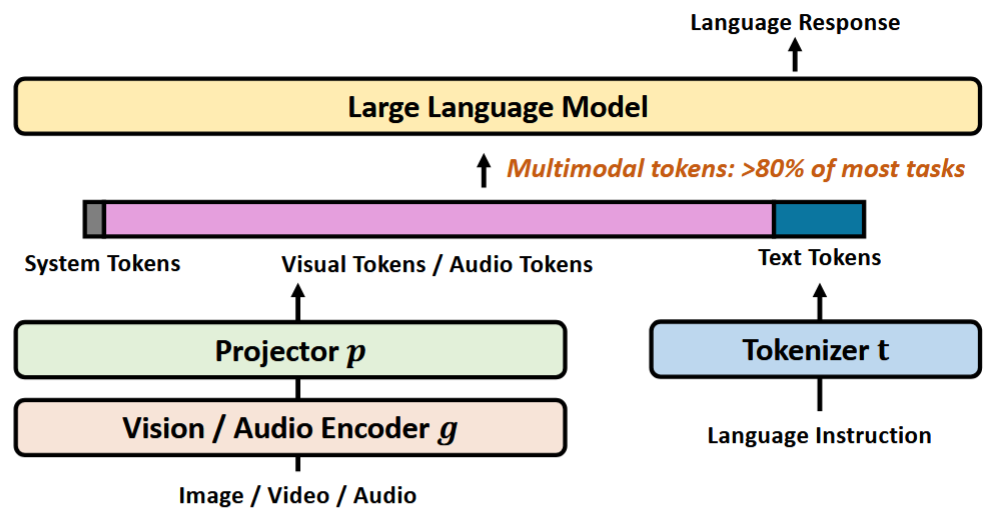 Language Response
Large Language Model
Multimodal tokens: >80% of most tasks
System Tokens
Visual Tokens / Audio Tokens
Text Tokens
Projector p
Tokenizer t
Vision / Audio Encoder g
Language Instruction
Image / Video / Audio